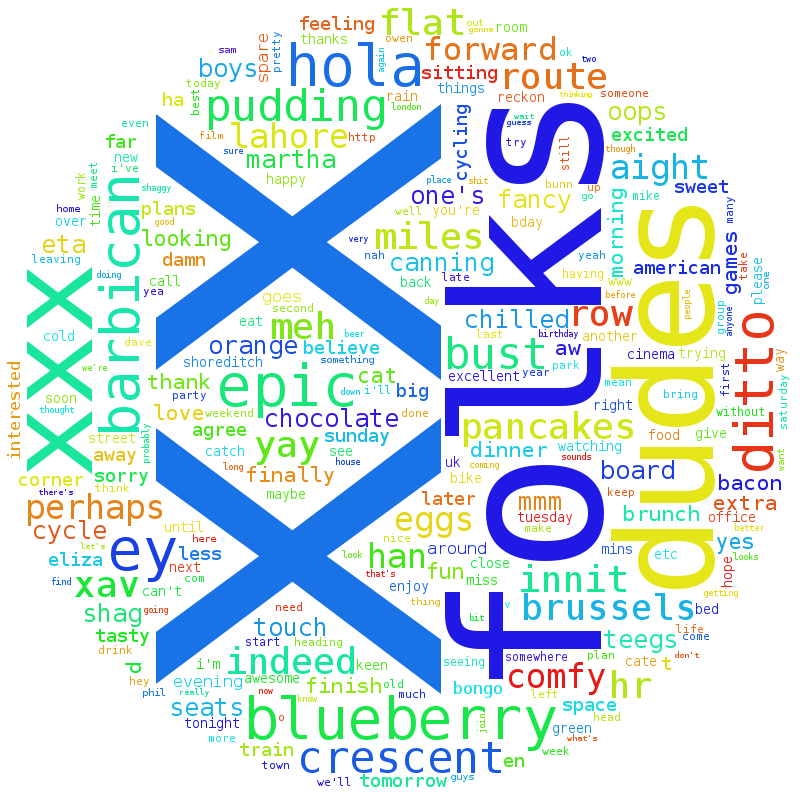 out
gonna
flat
room
feeling
thanks
owen
ok
sam
pretty
again
hola
forward
two
boys
spare
sitting
route
today
things
someone
ha
best
rain
reckon
thinking
pudding
london
wait
oops
even
film
lahore
http
cycling
guess
though
far
sure
try
still
excited
new
i've
martha
place
shit
bunn
up
aight
meet
work
shaggy
happy
one's
fancy
go
mike
sweet
home
time
plans
well
you're
many
over
good
miles
bday
morning
eta
looking
very
nah
yeah
leaving
damn
canning
having
american
games
take
please
one
doing
call
back
late
www
yea
xx
folks
dudes
xxx
barbican
goes
day
before
people
group
anyone
second
cold
dave
eat
meh
beer
chilled
row
another
last
birthday
ditto
we're
orange
believe
bust
aw
cinema
trying
shoreditch
something
way
interested
thank
epic
cat
excellent
year
park
first
soon
party
down
i'll
big
mean
bring
saturday
thought
love
weekend
chocolate
done
right
without
street
agree
yay
sunday
pancakes
food
give
probably
away
catch
see
dinner
watching
want
corner
sorry
finally
long
house
uk
coming
sounds
board
there's
think
maybe
bike
keep
bacon
perhaps
until
later
mmm
extra
cycle
here
eggs
tuesday
office
ey
nice
make
brunch
better
let's
less
look
han
around
mins
etc
yes
looks
eliza
next
that's
fun
close
hope
find
xav
can't
com
enjoy
miss
innit
bed
getting
shag
going
need
thing
bit
v
brussels
tasty
touch
life
come
drink
start
heading
teegs
d
i'm
indeed
keen
seeing
somewhere
plan
don't
hey
evening
awesome
finish
old
bongo
comfy
cate
t
phil
really
now
know
much
left
hr
seats
tonight
o
blueberry
join
space
head
more
green
what's
train
crescent
en
week
town
we'll
tomorrow
guys